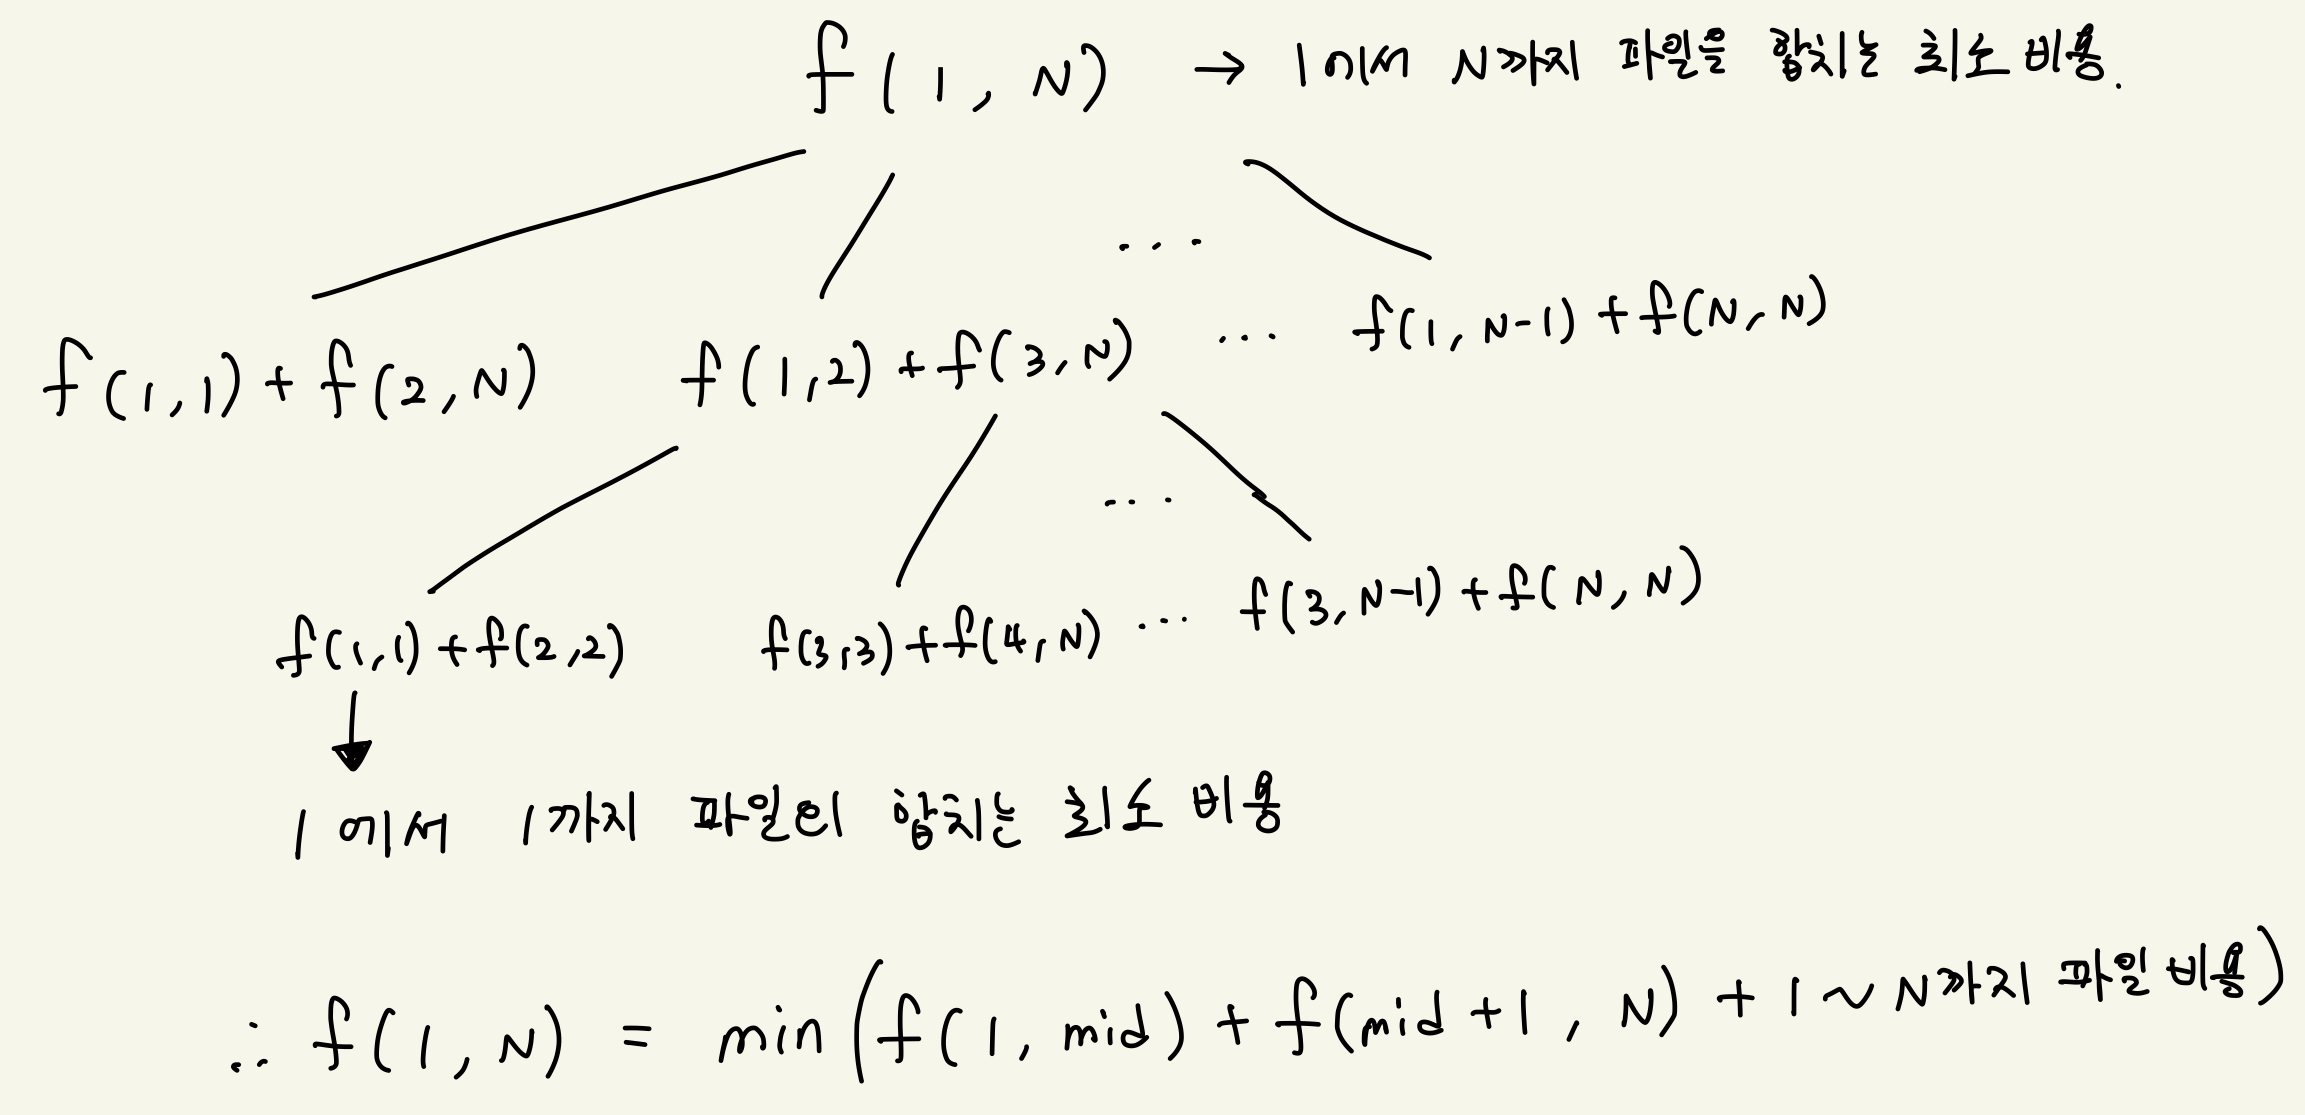 f(1, N) → 1에서 N까지 파일을 합치는 최소 비용.
...
f(1,1) + f(2,N) f(1,2) + f(3,N) ... f(1,N-1) + f(N,N)
...
f(1,1) + f(2,2) f(3,3) + f(4,N) ... f(3,N-1) + f(N,N)
1에서 1까지 파일의 합치는 최소 비용
∴ f(1,N) = min(f(1,mid) + f(mid+1, N) + 1~N까지 파일 비용)